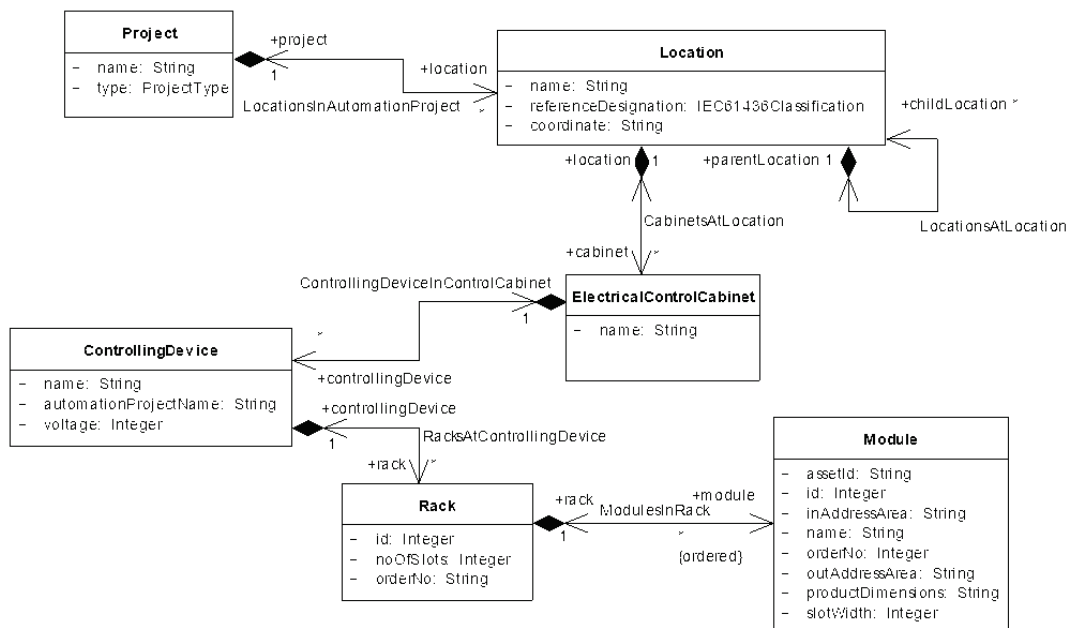 Project
- name: String
- type: ProjectType
+project
1
+location
*
LocationsInAutomationProject
Location
- name: String
- referenceDesignation: IEC61436Classification
- coordinate: String
+childLocation *
+location 1
+parentLocation 1
LocationsAtLocation
CabinetsAtLocation
+cabinet *
ElectricalControlCabinet
- name: String
ControllingDeviceInControlCabinet
1
*
+controllingDevice
ControllingDevice
- name: String
- automationProjectName: String
- voltage: Integer
+controllingDevice
1
RacksAtControllingDevice
+rack *
Rack
- id: Integer
- noOfSlots: Integer
- orderNo: String
+rack
1
ModulesInRack
+module
*
{ordered}
Module
- assetId: String
- id: Integer
- inAddressArea: String
- name: String
- orderNo: Integer
- outAddressArea: String
- productDimensions: String
- slotWidth: Integer